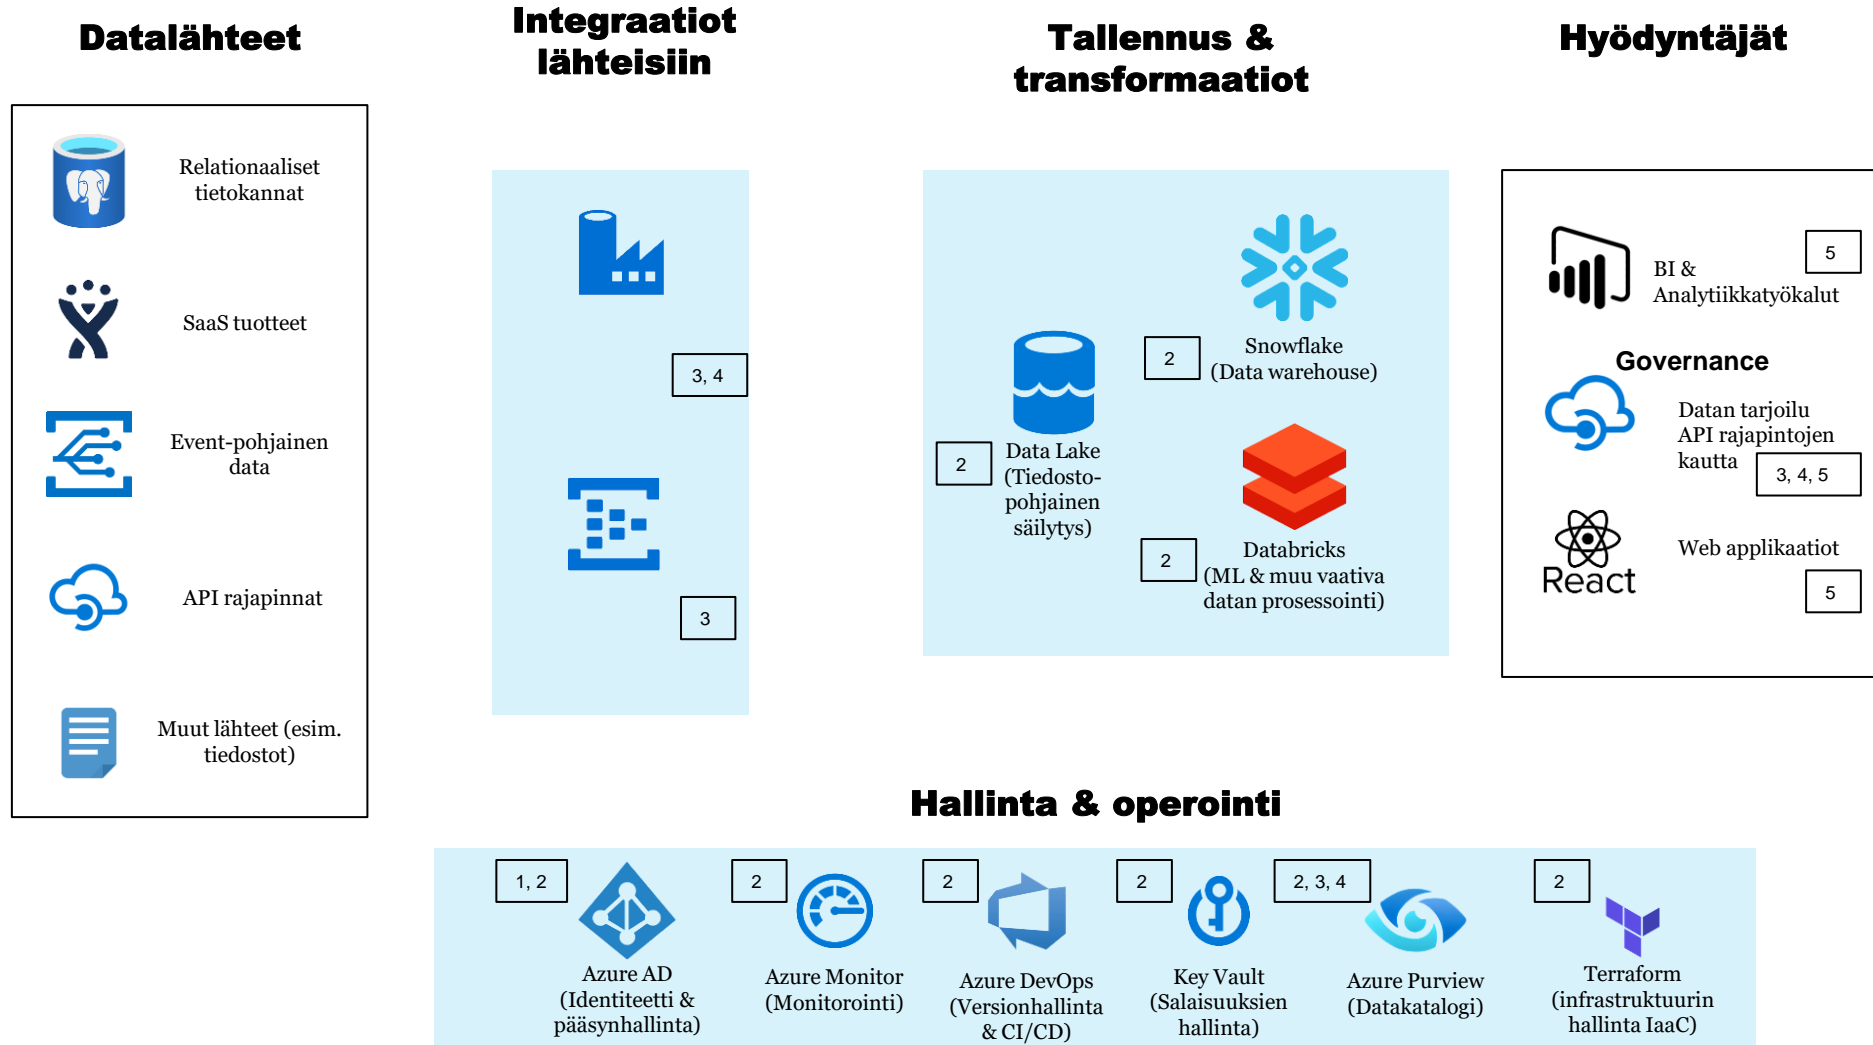 Datalähteet
Relationaaliset
tietokannat
SaaS tuotteet
Event-pohjainen
data
API rajapinnat
Muut lähteet (esim.
tiedostot)
Integraatiot
lähteisiin
3, 4
3
Tallennus &
transformaatiot
2
Snowflake
(Data warehouse)
2
Data Lake
(Tiedosto-
pohjainen
säilytys)
2
Databricks
(ML & muu vaativa
datan prosessointi)
Hyödyntäjät
5
BI &
Analytiikkatyökalut
Governance
Datan tarjoilu
API rajapintojen
kautta
3, 4, 5
React
Web applikaatiot
5
Hallinta & operointi
1, 2
Azure AD
(Identiteetti &
pääsynhallinta)
2
Azure Monitor
(Monitorointi)
2
Azure DevOps
(Versionhallinta
& CI/CD)
2
Key Vault
(Salaisuuksien
hallinta)
2, 3, 4
Azure Purview
(Datakatalogi)
2
Terraform
(infrastruktuurin
hallinta IaaC)